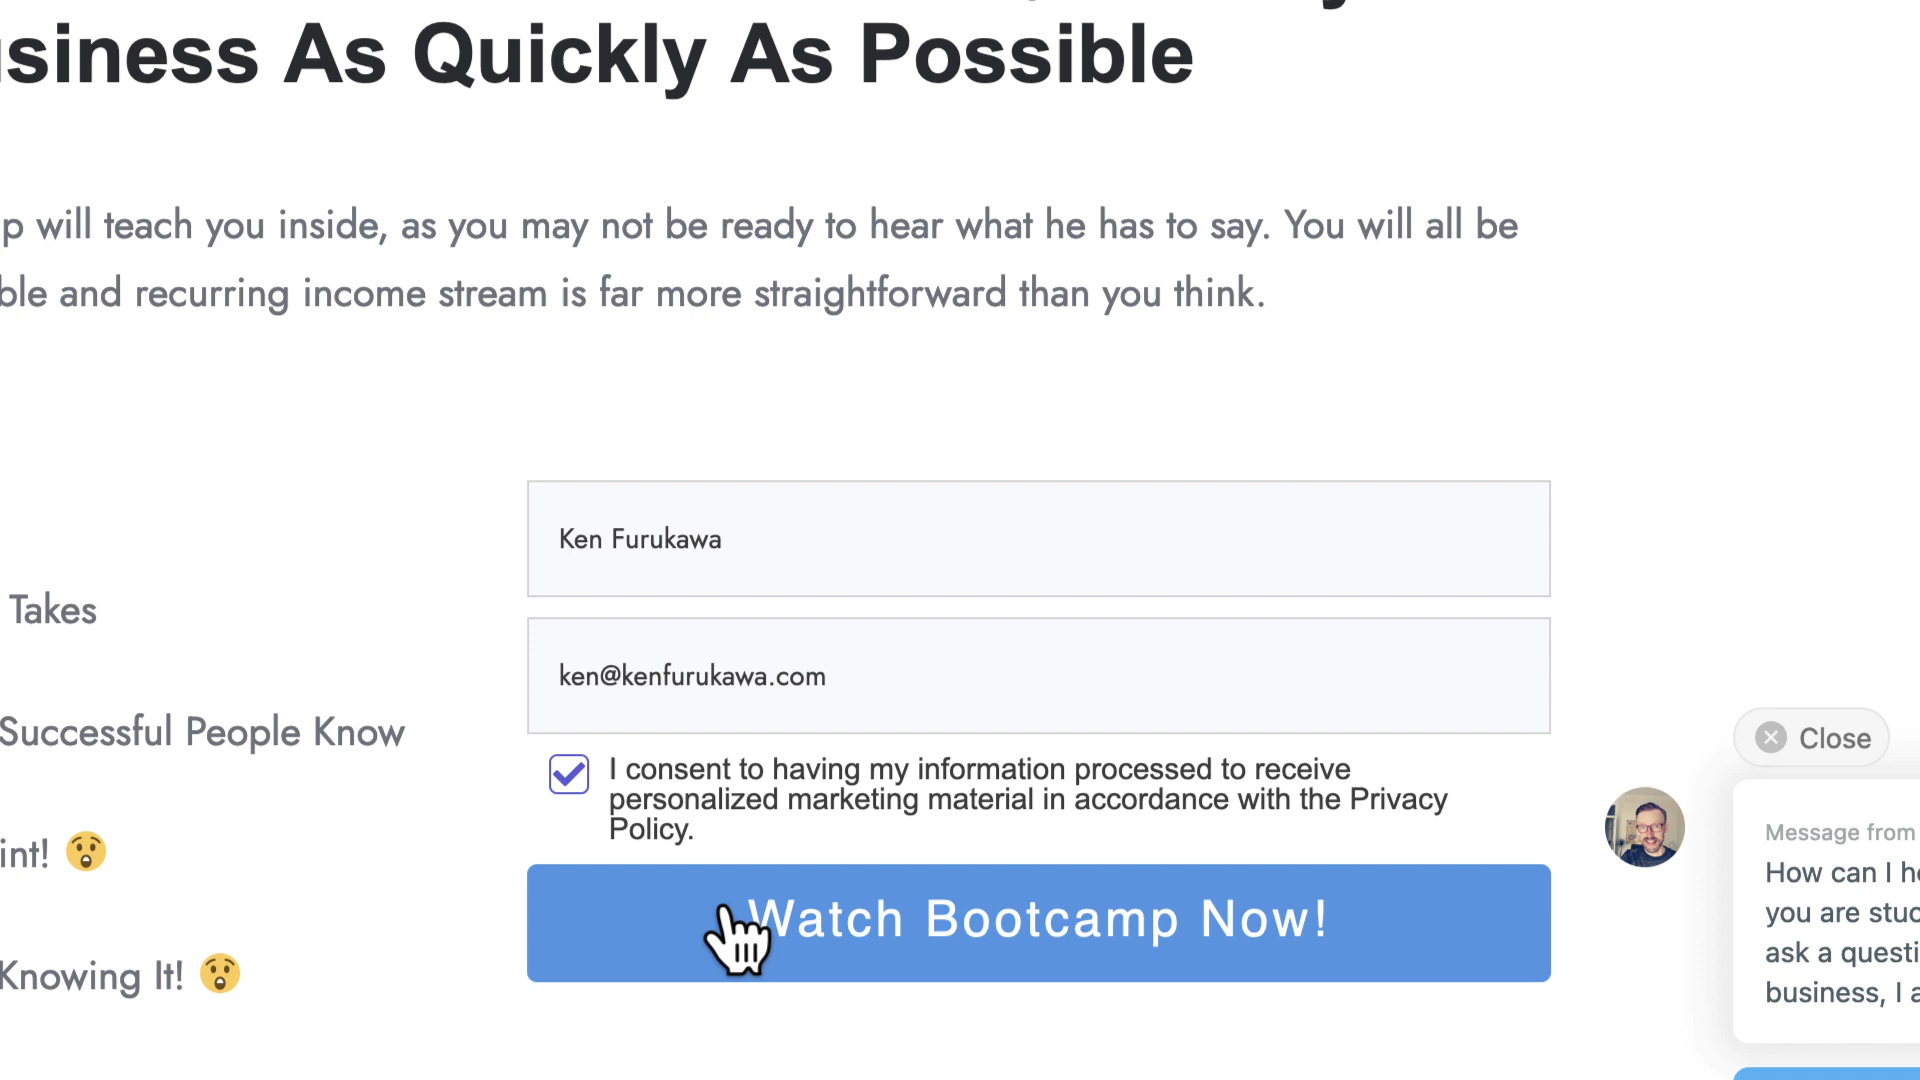 siness As Quickly As Possible
p will teach you inside, as you may not be ready to hear what he has to say. You will all be
ble and recurring income stream is far more straightforward than you think.
Ken Furukawa
Takes
ken@kenfurukawa.com
Successful People Know
I consent to having my information processed to receive
personalized marketing material in accordance with the Privacy
Policy.
int! 😲
Watch Bootcamp Now!
Knowing It! 😲
Close
Message from
How can I he
you are stuc
ask a questi
business, I a